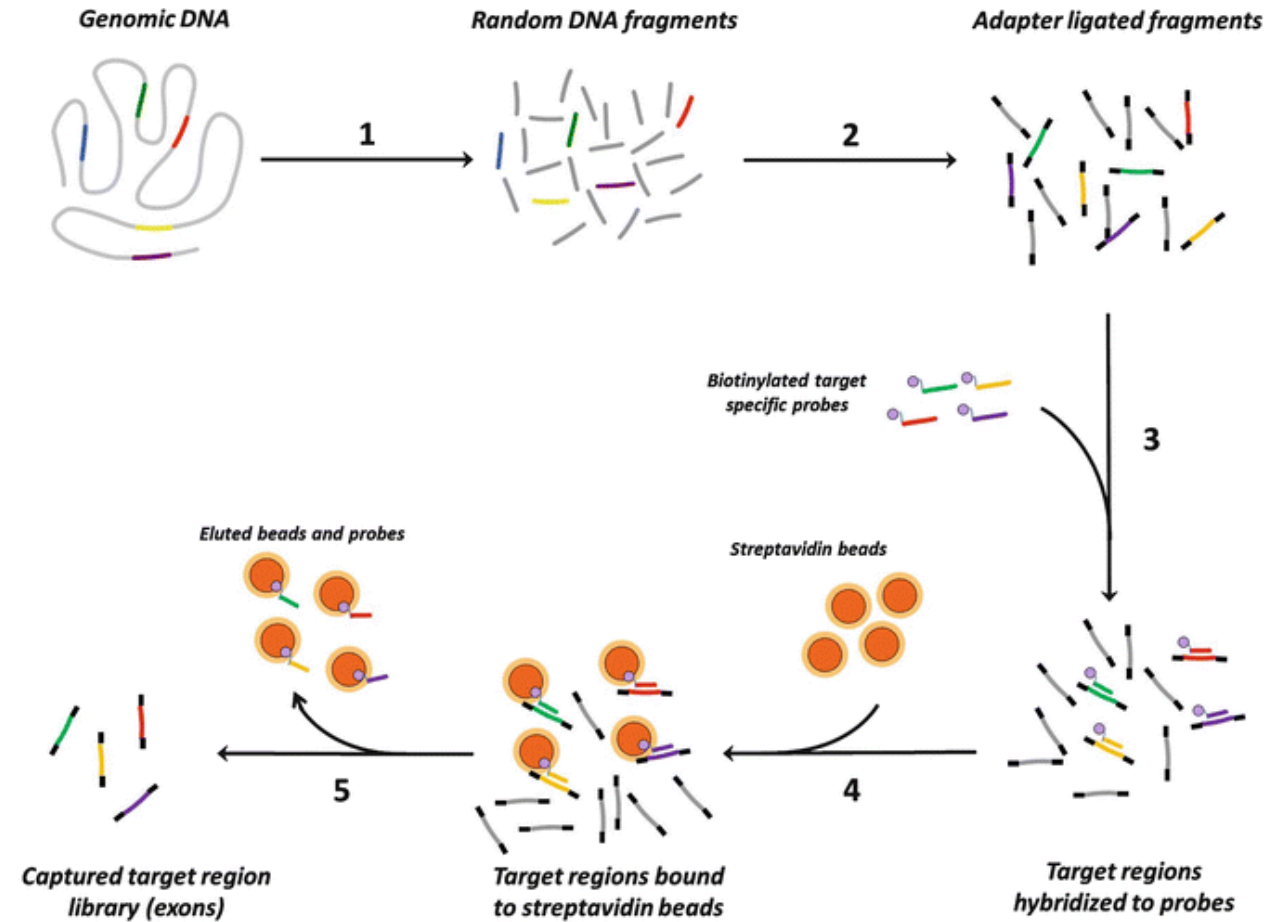 Genomic DNA
Random DNA fragments
Adapter ligated fragments
1
2
Biotinylated target
specific probes
3
Eluted beads and probes
Streptavidin beads
5
4
Captured target region
library (exons)
Target regions bound
to streptavidin beads
Target regions
hybridized to probes